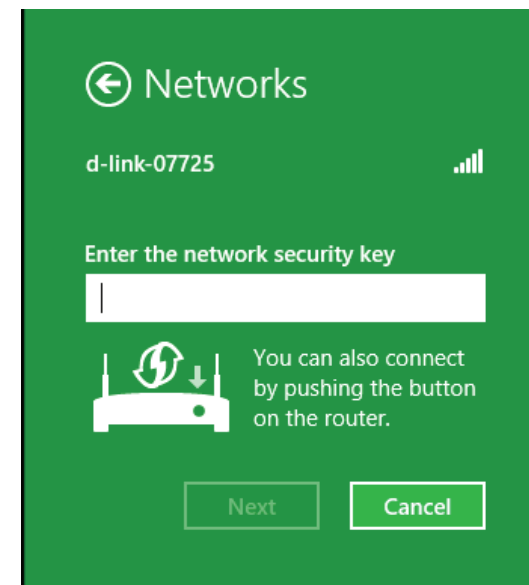 Networks
d-link-07725
Enter the network security key
You can also connect
by pushing the button
on the router.
Next
Cancel